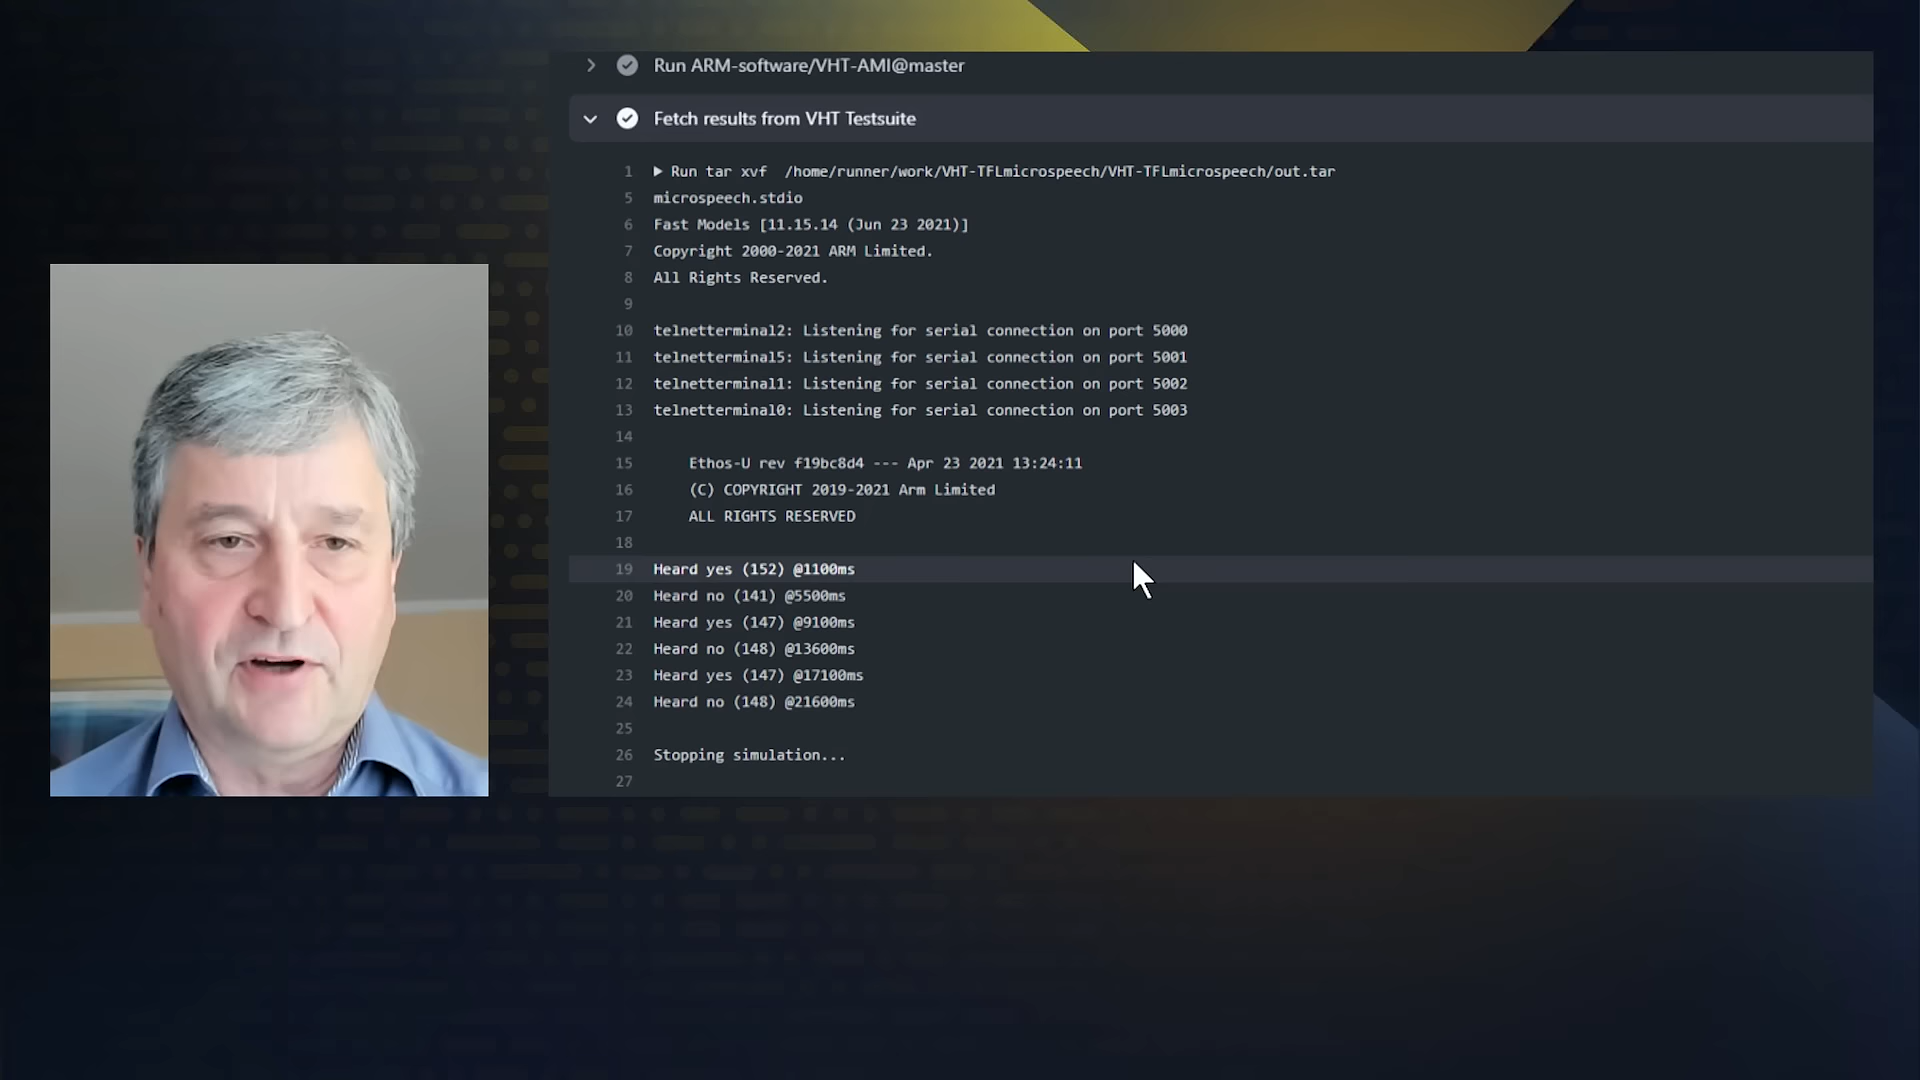 Run ARM-software/VHT-AMI@master
Fetch results from VHT Testsuite
1 Run tar xvf /home/runner/work/VHT-TFLmicrospeech/VHT-TFLmicrospeech/out.tar
5 microspeech.stdio
6 Fast Models [11.15.14 (Jun 23 2021)]
7 Copyright 2000-2021 ARM Limited.
8 All Rights Reserved.
9
10 telnetterminal2: Listening for serial connection on port 5000
11 telnetterminal5: Listening for serial connection on port 5001
12 telnetterminal1: Listening for serial connection on port 5002
13 telnetterminal0: Listening for serial connection on port 5003
14
15 Ethos-U rev f19bc8d4 --- Apr 23 2021 13:24:11
16 (C) COPYRIGHT 2019-2021 Arm Limited
17 ALL RIGHTS RESERVED
18
19 Heard yes (152) @1100ms
20 Heard no (141) @5500ms
21 Heard yes (147) @9100ms
22 Heard no (148) @13600ms
23 Heard yes (147) @17100ms
24 Heard no (148) @21600ms
25
26 Stopping simulation...
27